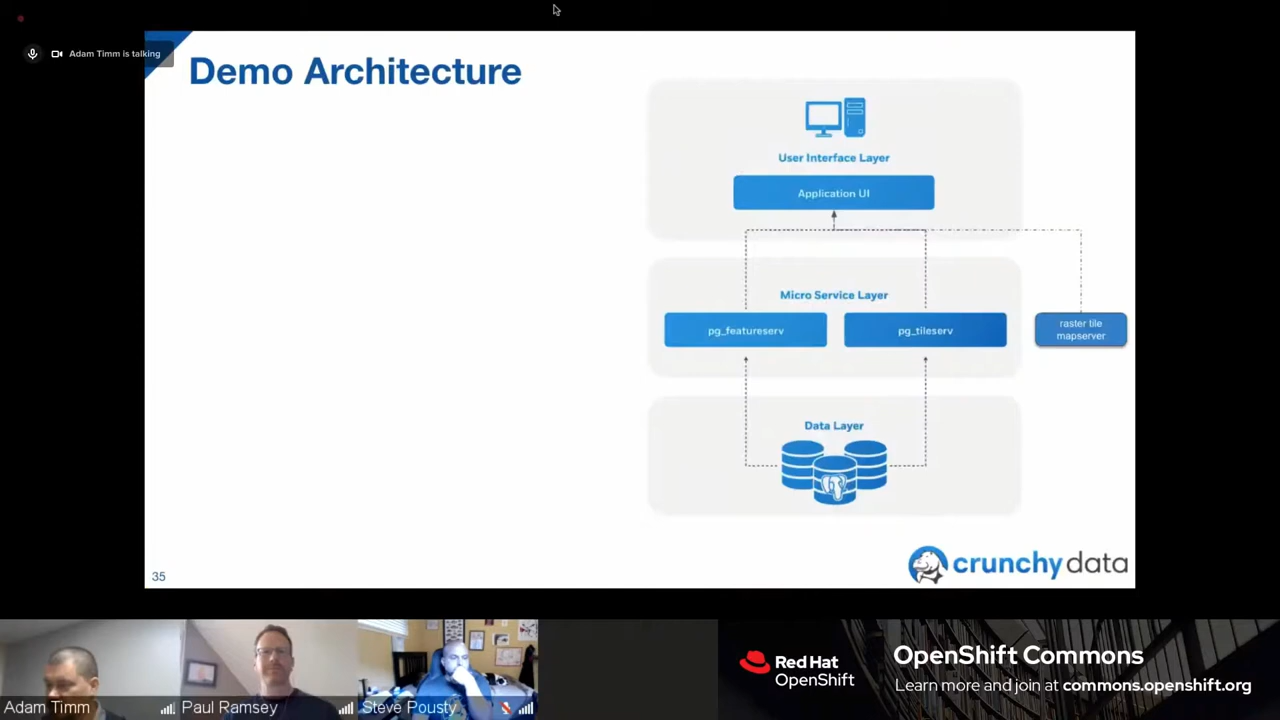 Adam Timm is talking
Demo Architecture
User Interface Layer
Application UI
Micro Service Layer
pg_featureserv
pg_tileserv
raster tile
mapserver
Data Layer
35
crunchy data
Adam Timm
Paul Ramsey
Steve Pousty
Red Hat
OpenShift
OpenShift Commons
Learn more and join at commons.openshift.org